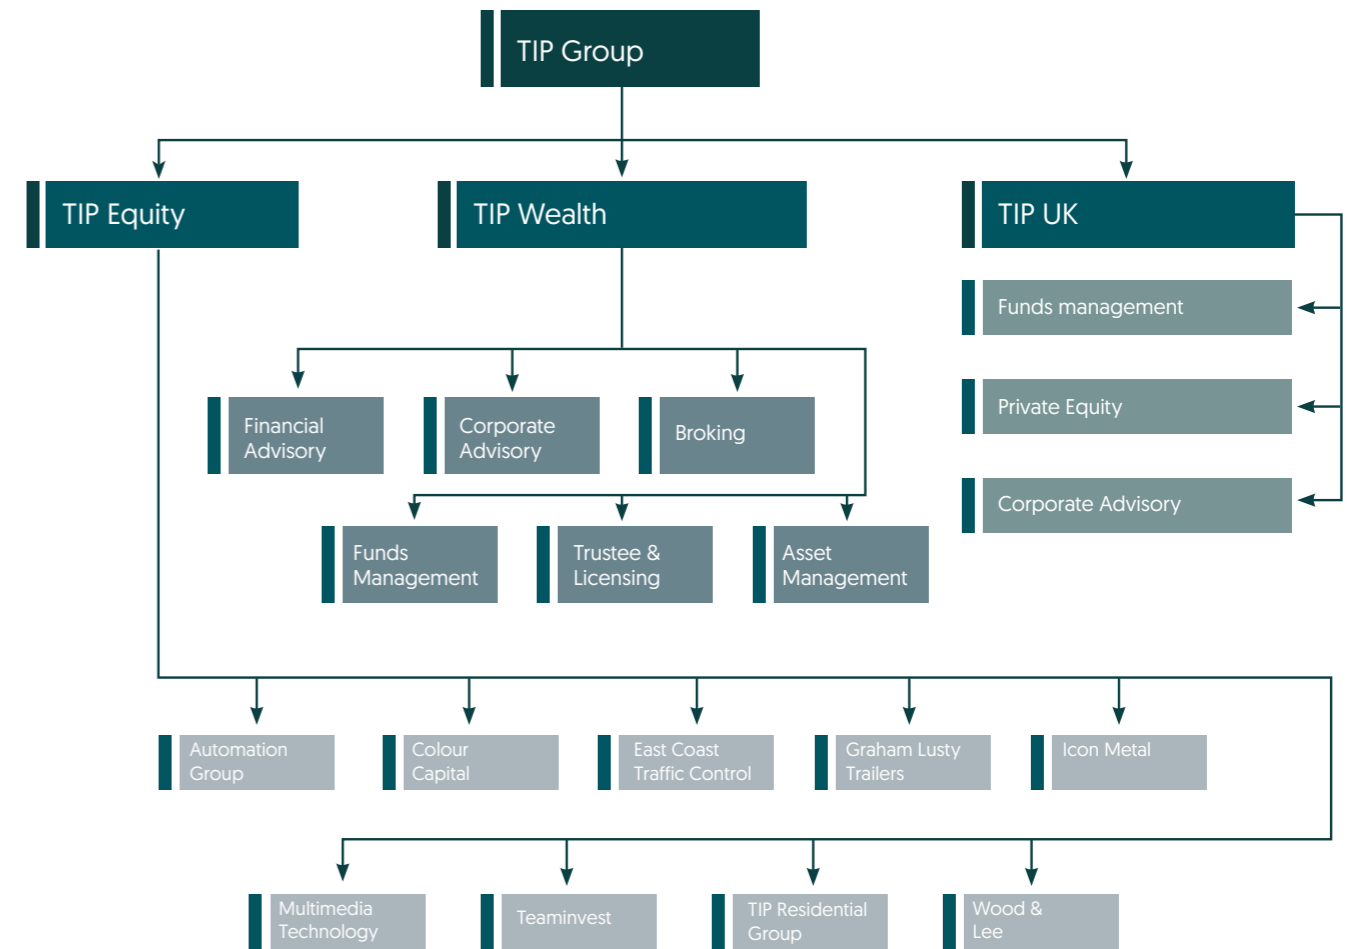 TIP Group
TIP Equity
TIP Wealth
TIP UK
Funds management
Private Equity
Corporate Advisory
Financial
Advisory
Corporate
Advisory
Broking
Funds
Management
Trustee &
Licensing
Asset
Management
Automation
Group
Colour
Capital
East Coast
Traffic Control
Graham Lusty
Trailers
Icon Metal
Multimedia
Technology
Teaminvest
TIP Residential
Group
Wood &
Lee